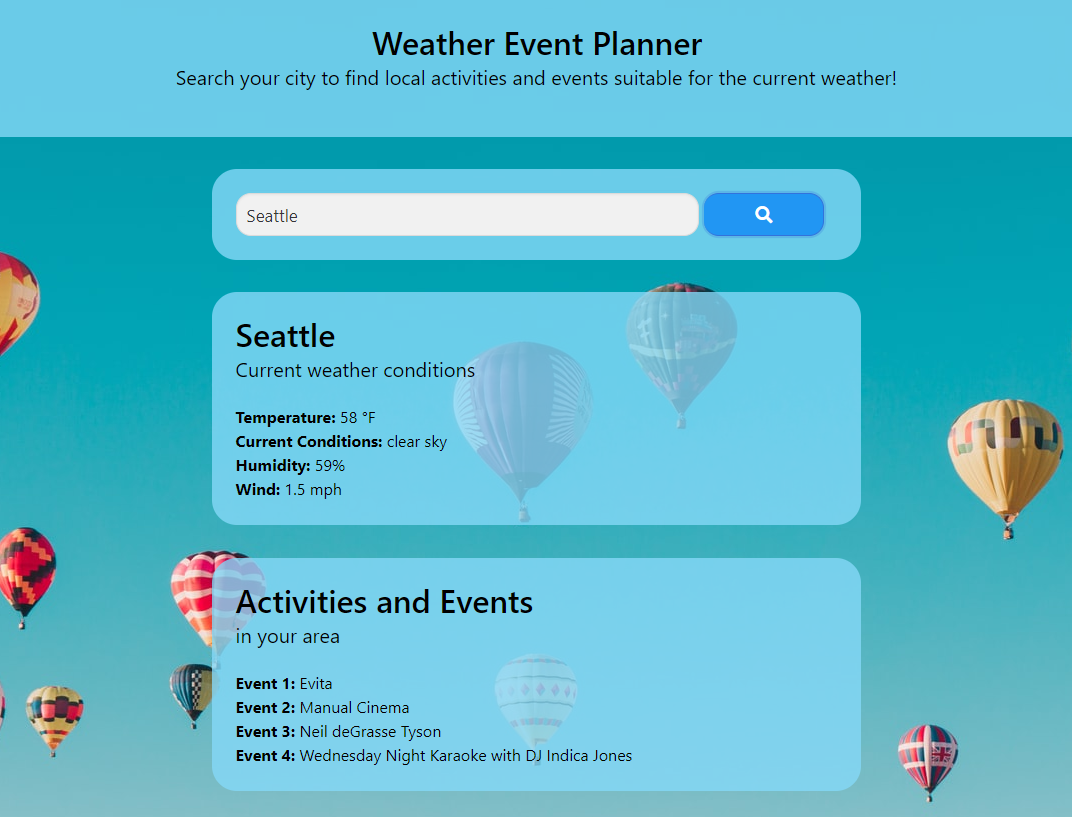 Weather Event Planner
Search your city to find local activities and events suitable for the current weather!
Seattle
Seattle
Current weather conditions
Temperature: 58 °F
Current Conditions: clear sky
Humidity: 59%
Wind: 1.5 mph
Activities and Events
in your area
Event 1: Evita
Event 2: Manual Cinema
Event 3: Neil deGrasse Tyson
Event 4: Wednesday Night Karaoke with DJ Indica Jones